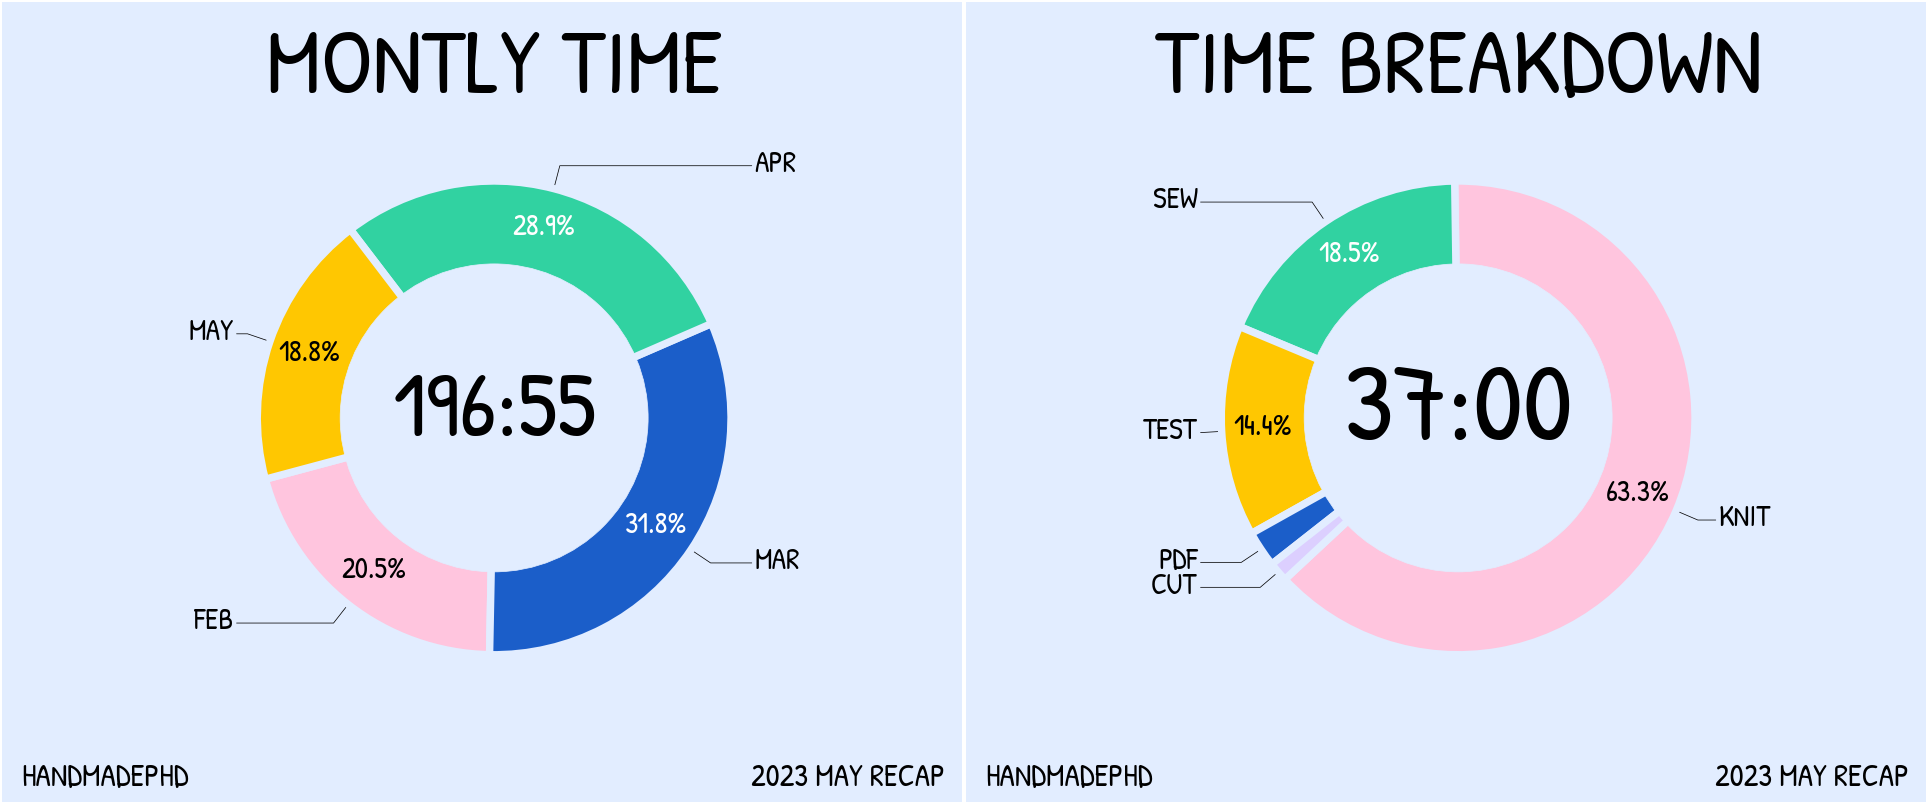 MONTLY TIME
APR
28.9%
MAY
18.8%
196:55
31.8%
MAR
20.5%
FEB
HANDMADEPHD
2023 MAY RECAP
TIME BREAKDOWN
SEW
18.5%
TEST
14.4%
37:00
63.3%
KNIT
PDF
CUT
HANDMADEPHD
2023 MAY RECAP